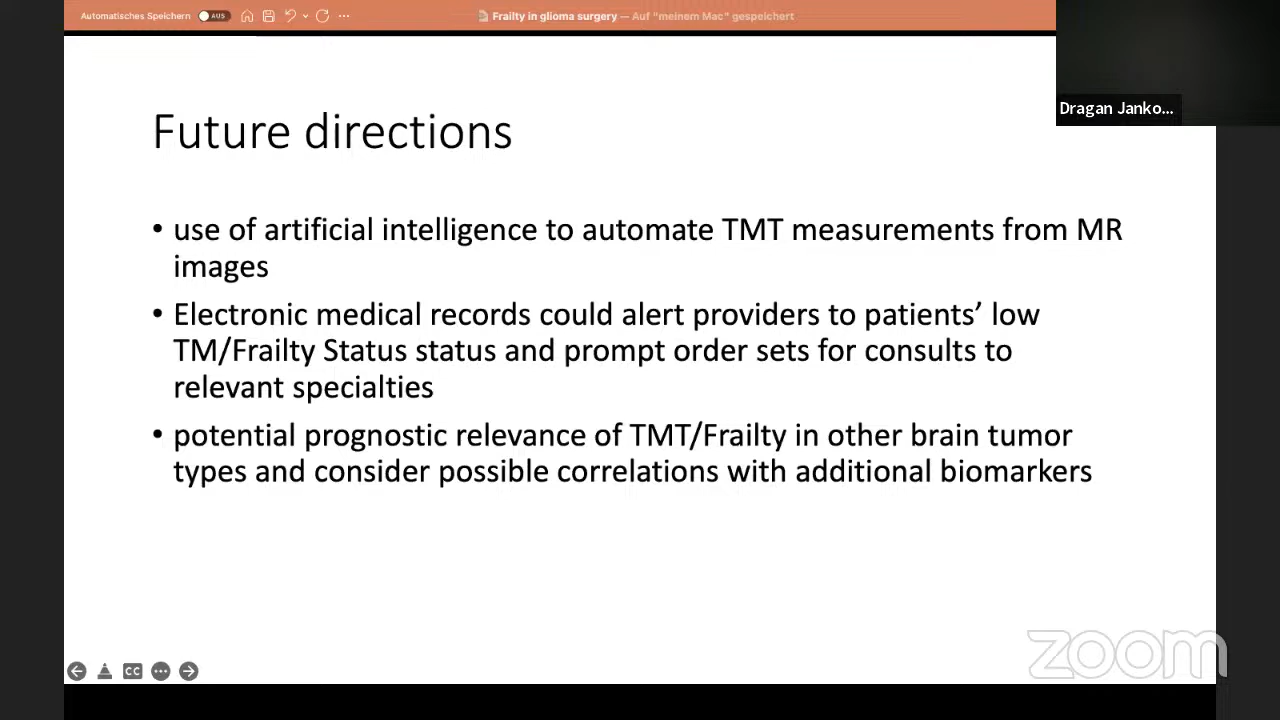 Automatisches Speichern AUS
Frailty in glioma surgery — Auf "meinem Mac" gespeichert
Dragan Janko...
Future directions
• use of artificial intelligence to automate TMT measurements from MR
images
• Electronic medical records could alert providers to patients’ low
TM/Frailty Status status and prompt order sets for consults to
relevant specialties
• potential prognostic relevance of TMT/Frailty in other brain tumor
types and consider possible correlations with additional biomarkers
CC
zoom